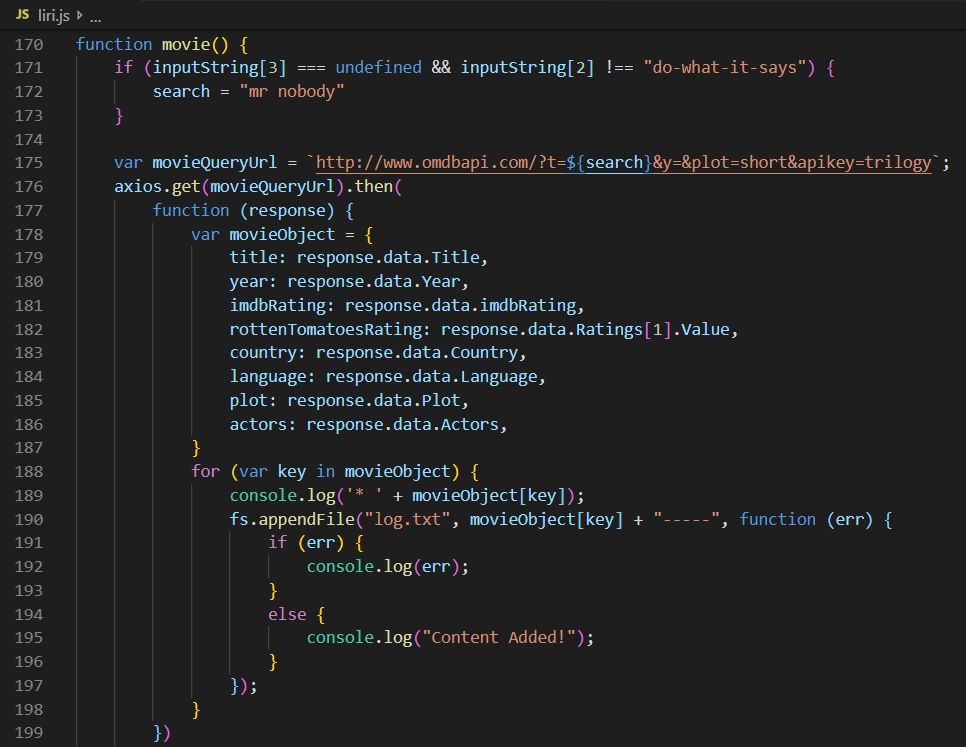 JS liri.js > ...
170 function movie() {
171     if (inputString[3] === undefined && inputString[2] !== "do-what-it-says") {
172         search = "mr nobody"
173     }
174
175     var movieQueryUrl = `http://www.omdbapi.com/?t=${search}&y=&plot=short&apikey=trilogy`;
176     axios.get(movieQueryUrl).then(
177         function (response) {
178             var movieObject = {
179                 title: response.data.Title,
180                 year: response.data.Year,
181                 imdbRating: response.data.imdbRating,
182                 rottenTomatoesRating: response.data.Ratings[1].Value,
183                 country: response.data.Country,
184                 language: response.data.Language,
185                 plot: response.data.Plot,
186                 actors: response.data.Actors,
187             }
188             for (var key in movieObject) {
189                 console.log('* ' + movieObject[key]);
190                 fs.appendFile("log.txt", movieObject[key] + "-----", function (err) {
191                     if (err) {
192                         console.log(err);
193                     }
194                     else {
195                         console.log("Content Added!");
196                     }
197                 });
198             }
199         })